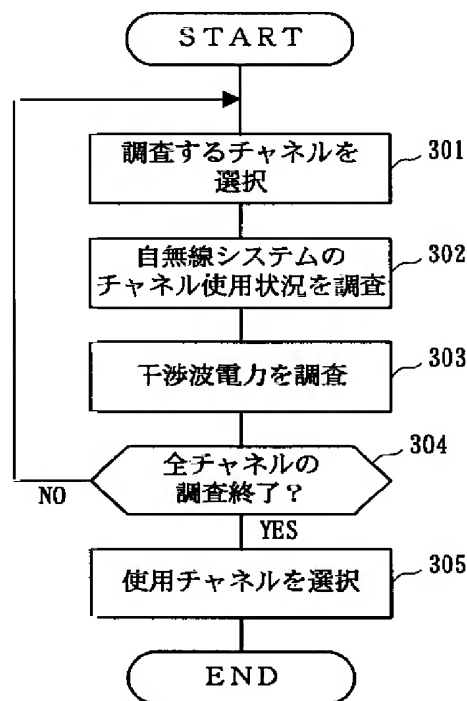 START
調査するチャネルを
選択
301
自無線システムの
チャネル使用状況を調査
302
干渉波電力を調査
303
全チャネルの
調査終了？
304
NO
YES
使用チャネルを選択
305
END